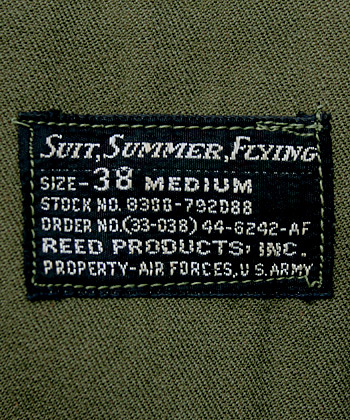 SUIT, SUMMER, FLYING
SIZE-38 MEDIUM
STOCK NO. 8300-792088
ORDER NO.(33-038) 44-6242-AF
REED PRODUCTS, INC.
PROPERTY-AIR FORCES, U.S. ARMY